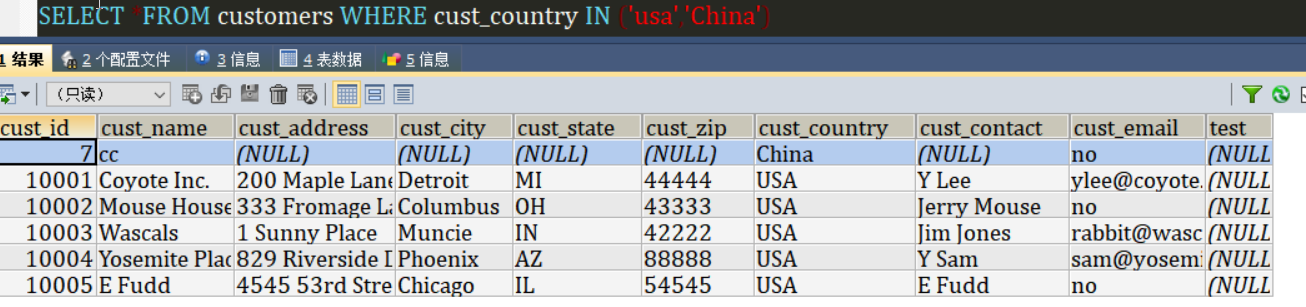 SELECT *FROM customers WHERE cust_country IN ('usa','China')
1 结果 2 个配置文件 3 信息 4 表数据 5 信息
(只读)
cust_id cust_name cust_address cust_city cust_state cust_zip cust_country cust_contact cust_email test
7 cc (NULL) (NULL) (NULL) (NULL) China (NULL) no (NULL
10001 Coyote Inc. 200 Maple Lane Detroit MI 44444 USA Y Lee ylee@coyote. (NULL
10002 Mouse House 333 Fromage La Columbus OH 43333 USA Jerry Mouse no (NULL
10003 Wascals 1 Sunny Place Muncie IN 42222 USA Jim Jones rabbit@wasc (NULL
10004 Yosemite Plac 829 Riverside D Phoenix AZ 88888 USA Y Sam sam@yosemi (NULL
10005 E Fudd 4545 53rd Stre Chicago IL 54545 USA E Fudd no (NULL